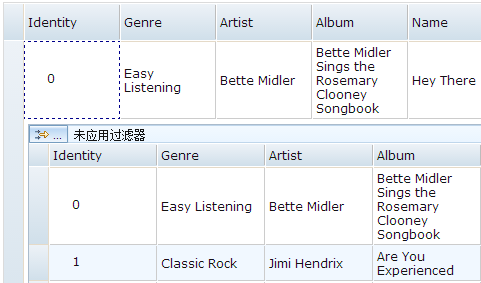 Identity Genre Artist Album Name
0 Easy Listening Bette Midler Bette Midler Sings the Rosemary Clooney Songbook Hey There
... 未应用过滤器
Identity Genre Artist Album
0 Easy Listening Bette Midler Bette Midler Sings the Rosemary Clooney Songbook
1 Classic Rock Jimi Hendrix Are You Experienced